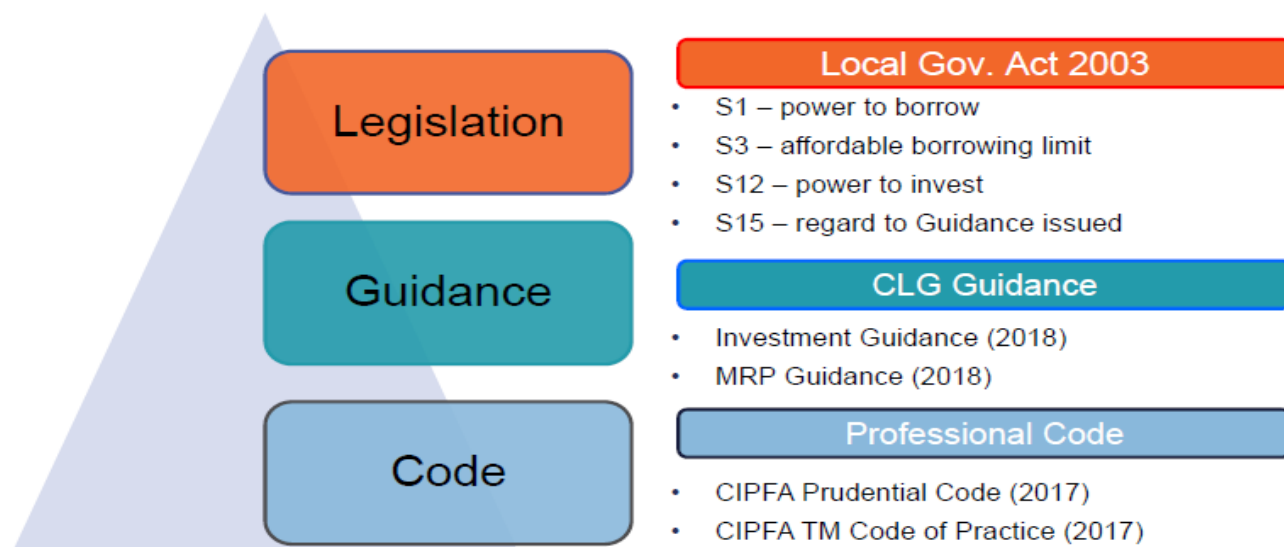 Legislation
Local Gov. Act 2003
• S1 – power to borrow
• S3 – affordable borrowing limit
• S12 – power to invest
• S15 – regard to Guidance issued
Guidance
CLG Guidance
• Investment Guidance (2018)
• MRP Guidance (2018)
Code
Professional Code
• CIPFA Prudential Code (2017)
• CIPFA TM Code of Practice (2017)